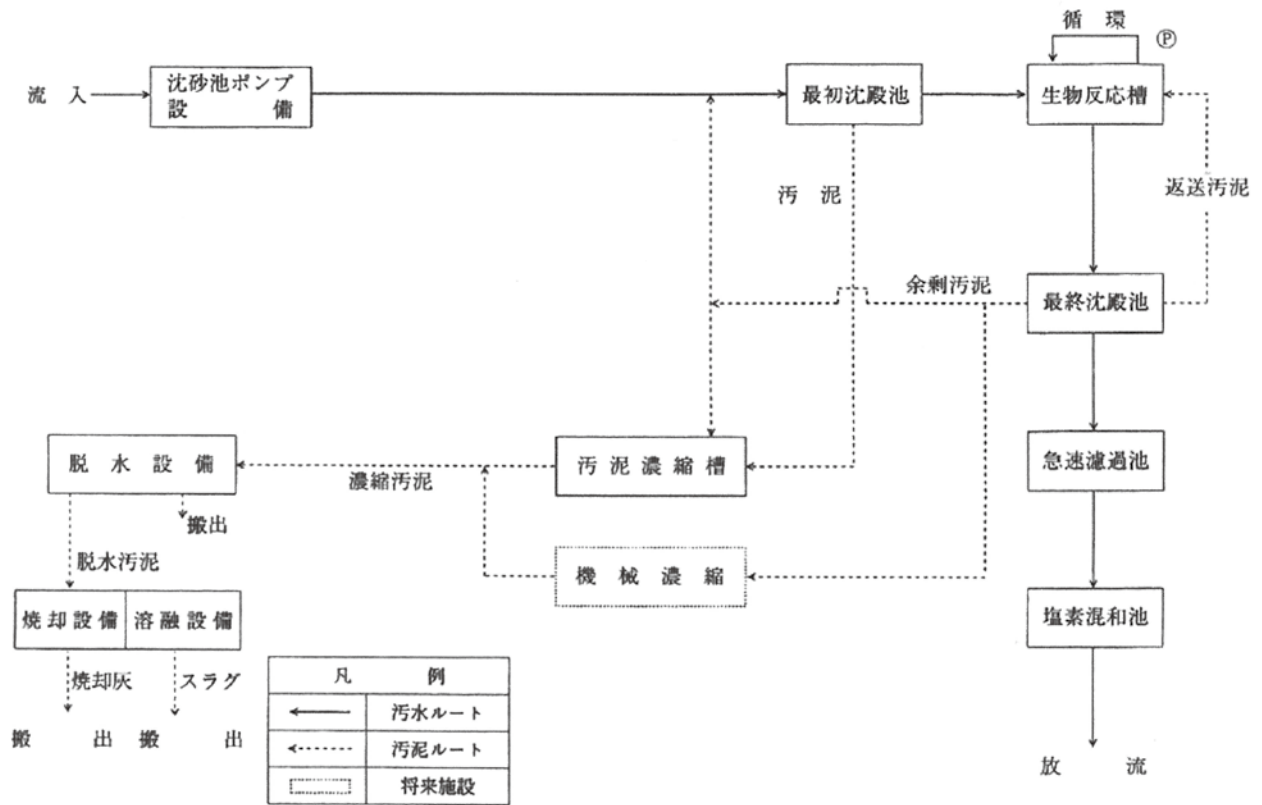 循環
Ⓟ
流入
沈砂池ポンプ
設備
最初沈殿池
生物反応槽
汚泥
返送汚泥
余剰汚泥
最終沈殿池
脱水設備
濃縮汚泥
汚泥濃縮槽
急速濾過池
搬出
脱水汚泥
機械濃縮
焼却設備
溶融設備
塩素混和池
焼却灰
スラグ
搬出
搬出
凡例
汚水ルート
汚泥ルート
将来施設
放流